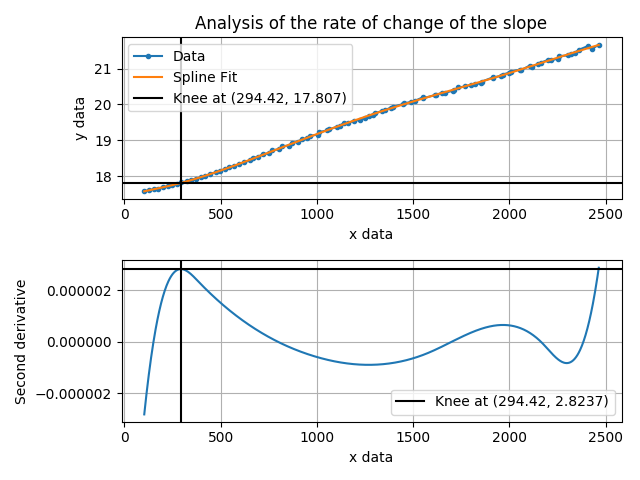 Analysis of the rate of change of the slope
Data
Spline Fit
Knee at (294.42, 17.807)
y data
21
20
19
18
0 500 1000 1500 2000 2500
x data
Second derivative
0.000002
0.000000
−0.000002
Knee at (294.42, 2.8237)
0 500 1000 1500 2000 2500
x data